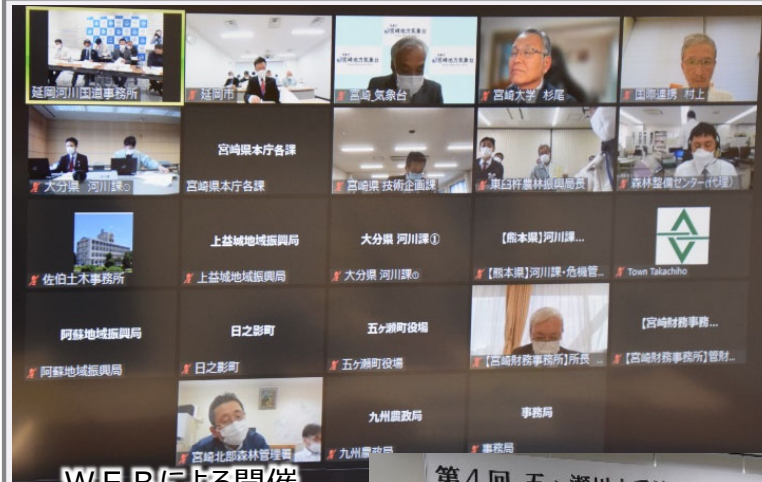 延岡河川国道事務所
延岡市
宮崎_気象台
宮崎大学 杉尾
国際連携 村上
大分県 河川課○
宮崎県本庁各課
宮崎県本庁各課
宮崎県 技術企画課
東臼杵農林振興局長
森林整備センター(代理)
佐伯土木事務所
上益城地域振興局
上益城地域振興局
大分県 河川課①
大分県 河川課①
【熊本県】河川課...
【熊本県】河川課・危機管...
Town Takachiho
阿蘇地域振興局
阿蘇地域振興局
日之影町
日之影町
五ヶ瀬町役場
五ヶ瀬町役場
【宮崎財務事務所】所長 ...
【宮崎財務事務...
【宮崎財務事務所】管財...
宮崎北部森林管理署
九州農政局
九州農政局
事務局
事務局
WEBによる開催
第4回 五ヶ瀬川